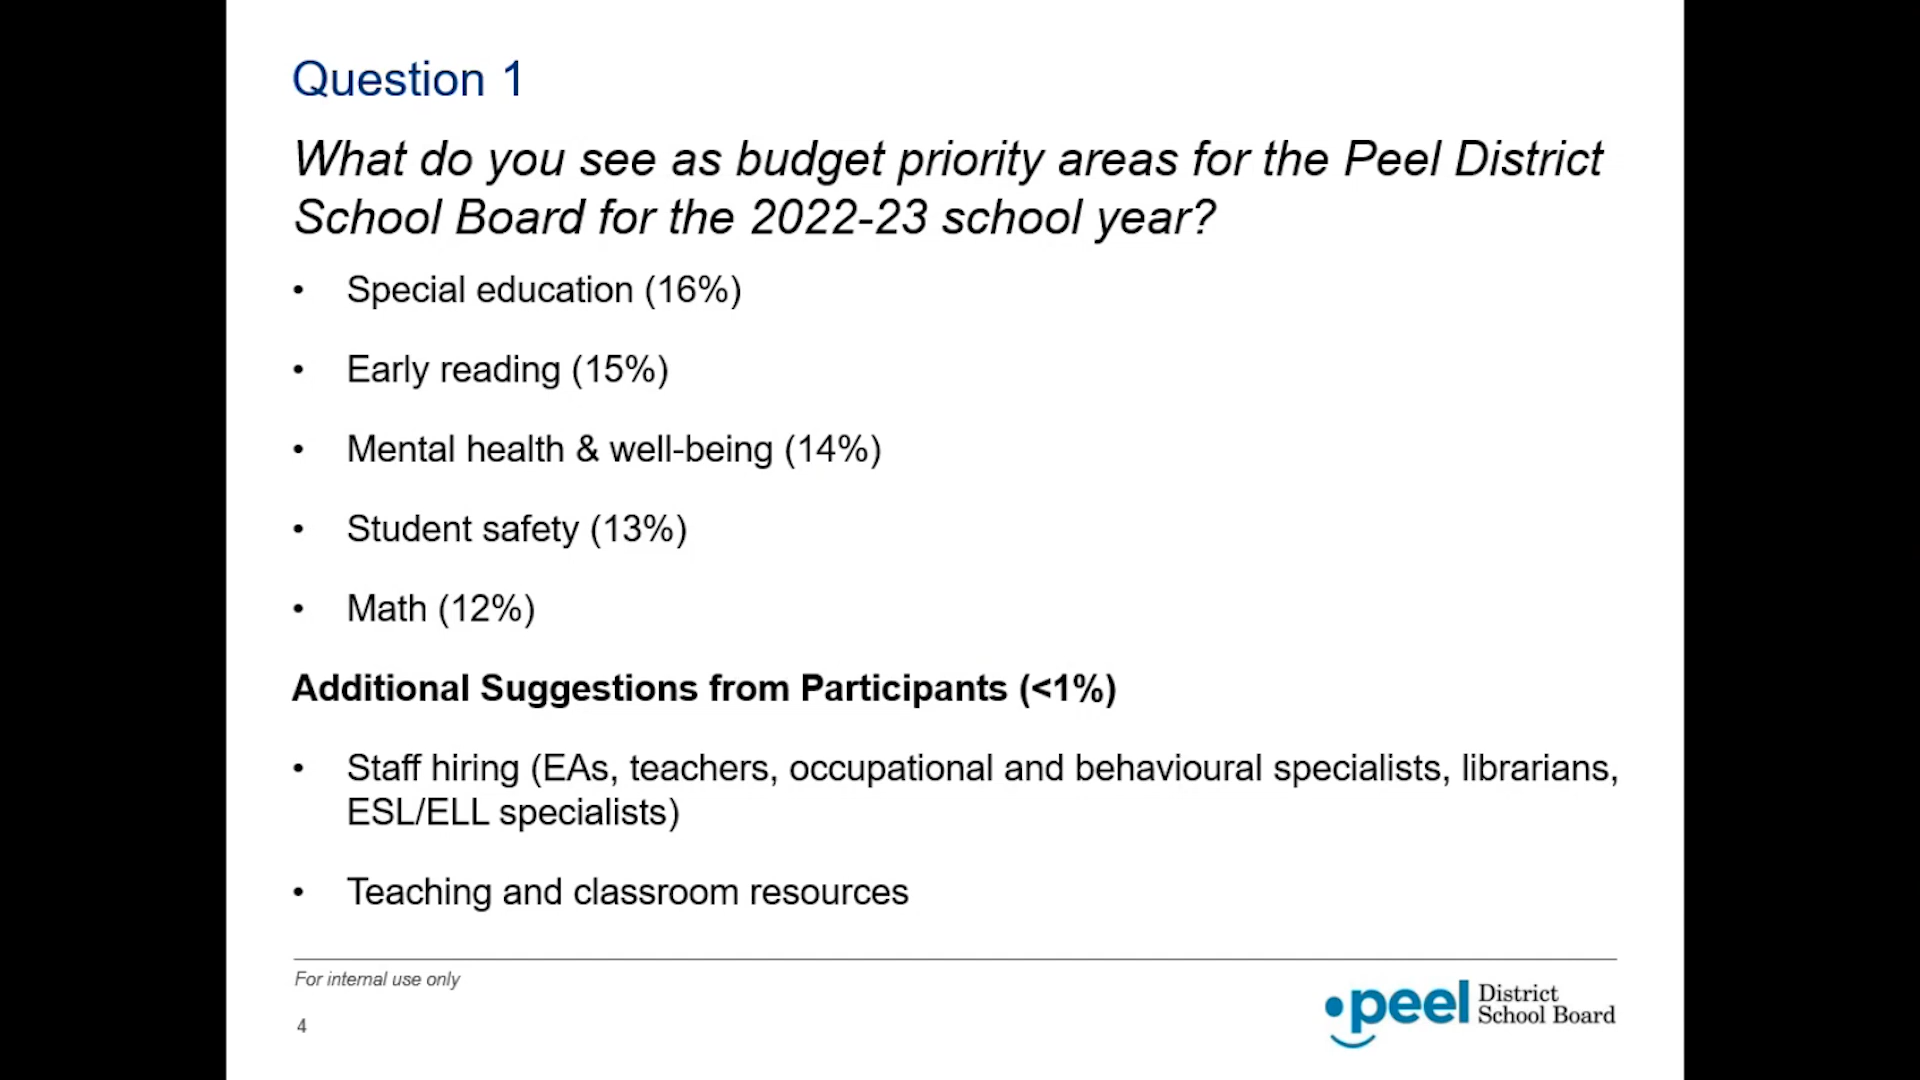 Question 1
What do you see as budget priority areas for the Peel District
School Board for the 2022-23 school year?
• Special education (16%)
• Early reading (15%)
• Mental health & well-being (14%)
• Student safety (13%)
• Math (12%)
Additional Suggestions from Participants (<1%)
• Staff hiring (EAs, teachers, occupational and behavioural specialists, librarians,
ESL/ELL specialists)
• Teaching and classroom resources
For internal use only
4
peel District
School Board